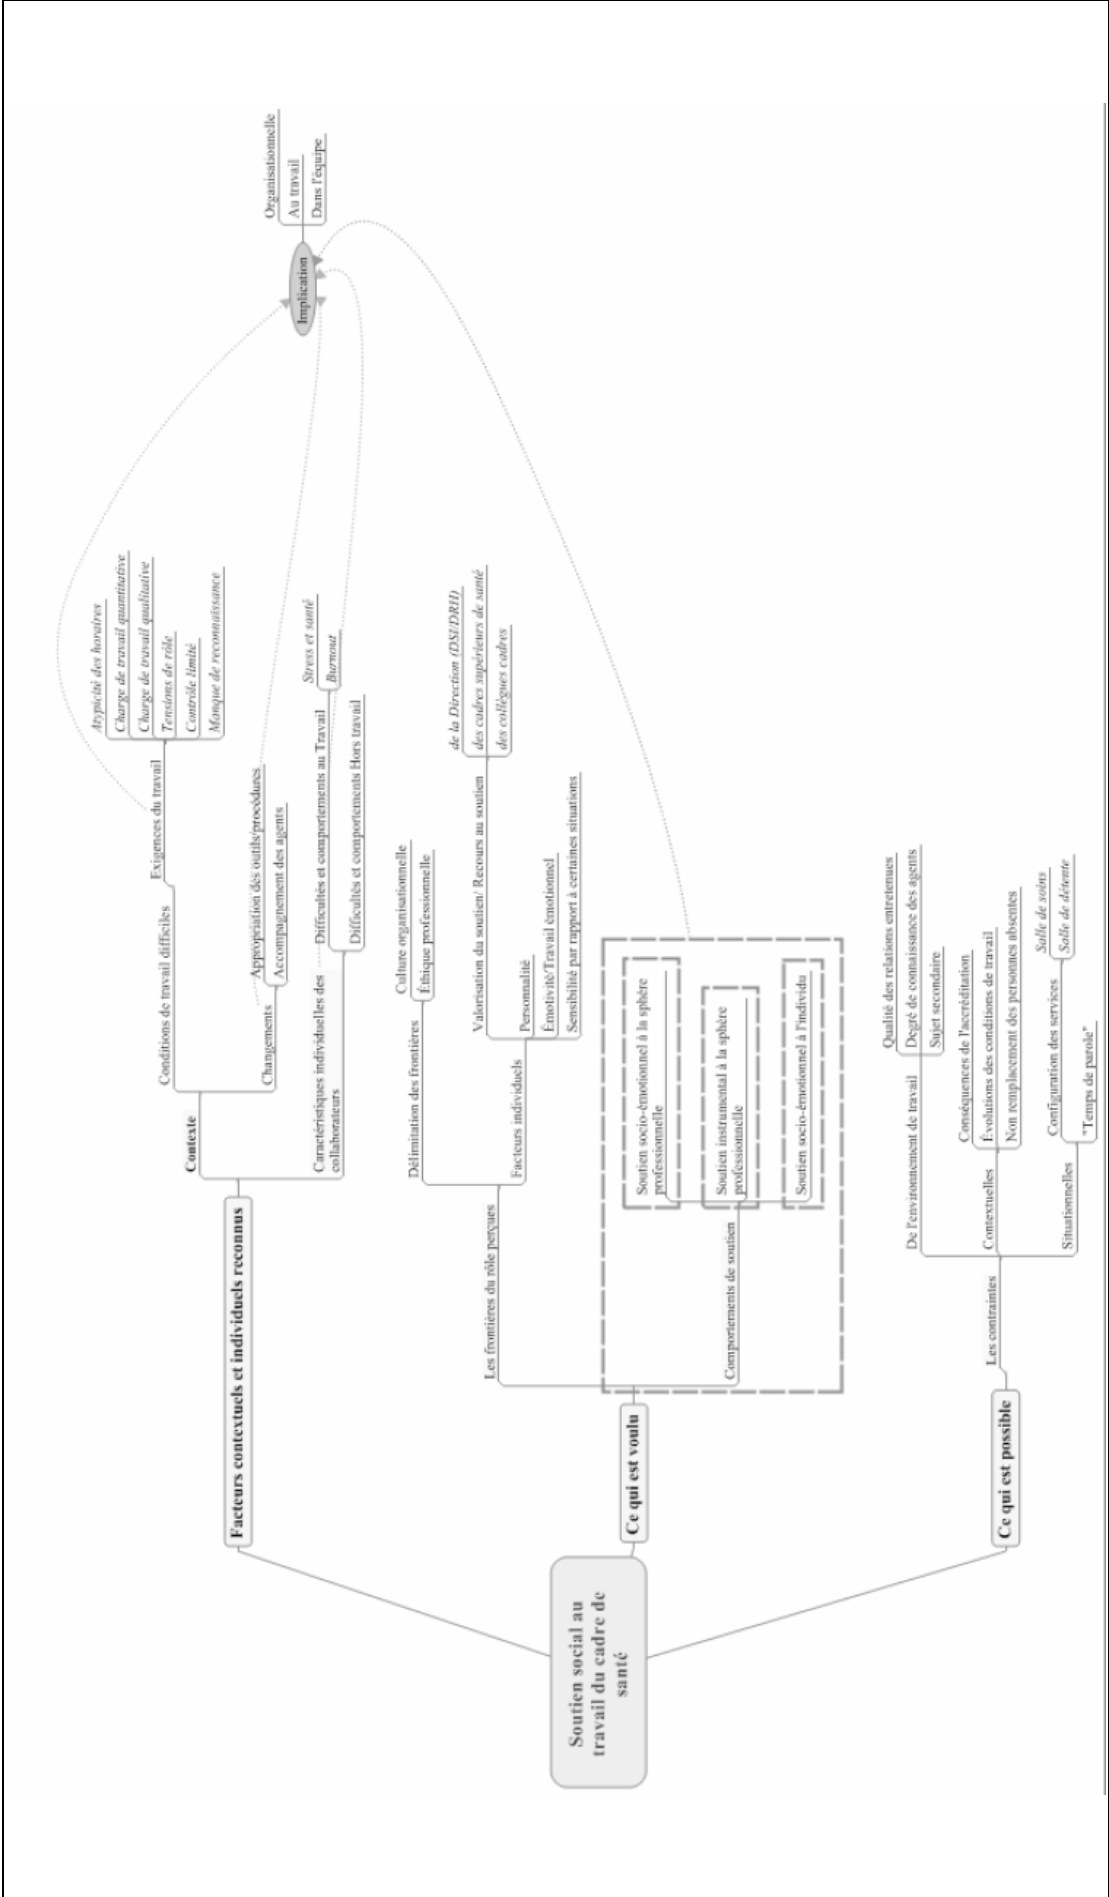 Soutien social au
travail du cadre de
santé
Facteurs contextuels et individuels reconnus
Contexte
Conditions de travail difficiles
Exigences du travail
Atypicité des horaires
Charge de travail quantitative
Charge de travail qualitative
Tensions de rôle
Contrôle limité
Manque de reconnaissance
Changements
Appropriation des outils/procédures
Accompagnement des agents
Caractéristiques individuelles des
collaborateurs
Difficultés et comportements au Travail
Stress et santé
Burnout
Difficultés et comportements Hors travail
Implication
Organisationnelle
Au travail
Dans l'équipe
Ce qui est voulu
Les frontières du rôle perçues
Délimitation des frontières
Culture organisationnelle
Éthique professionnelle
Facteurs individuels
Valorisation du soutien/ Recours au soutien
de la Direction (DSI/DRH)
des cadres supérieurs de santé
des collègues cadres
Personnalité
Émotivité/Travail émotionnel
Sensibilité par rapport à certaines situations
Comportements de soutien
Soutien socio-émotionnel à la sphère
professionnelle
Soutien instrumental à la sphère
professionnelle
Soutien socio-émotionnel à l'individu
Ce qui est possible
Les contraintes
De l'environnement de travail
Qualité des relations entretenues
Degré de connaissance des agents
Sujet secondaire
Contextuelles
Conséquences de l'accréditation
Évolutions des conditions de travail
Non remplacement des personnes absentes
Situationnelles
Configuration des services
Salle de soins
Salle de détente
"Temps de parole"